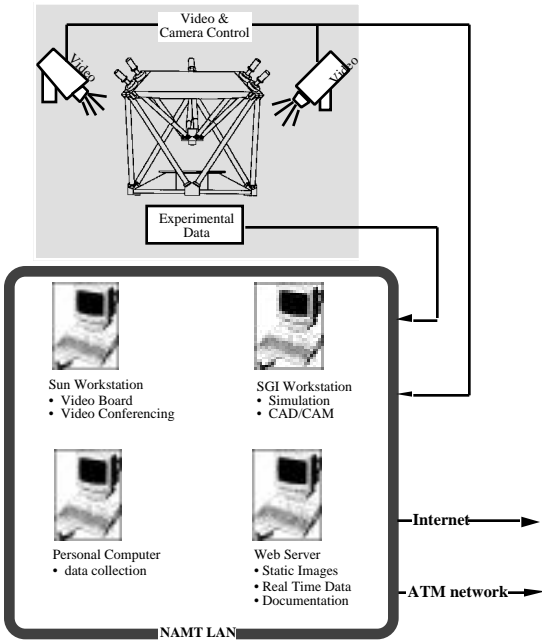 Video &
Camera Control
Video
Video
Experimental
Data
Sun Workstation
• Video Board
• Video Conferencing
SGI Workstation
• Simulation
• CAD/CAM
Personal Computer
• data collection
Web Server
• Static Images
• Real Time Data
• Documentation
Internet
ATM network
NAMT LAN